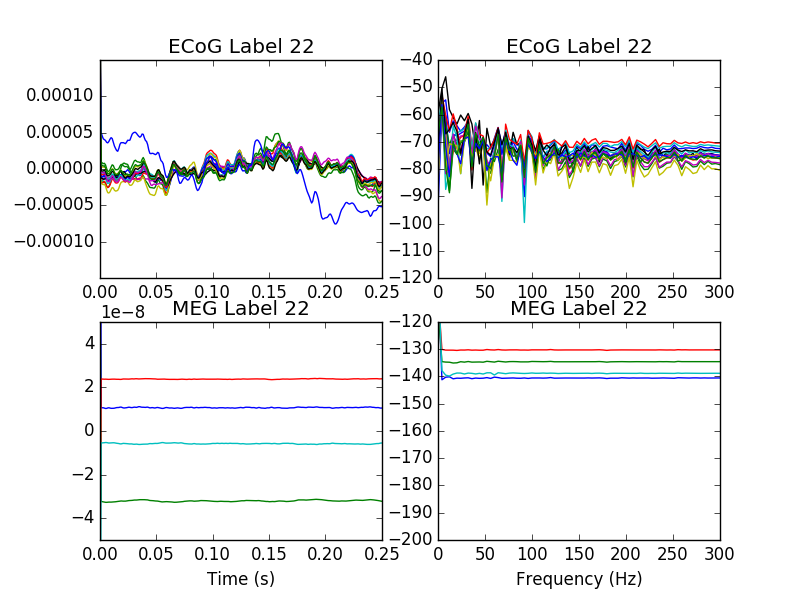 ECoG Label 22
0.00010
0.00005
0.00000
−0.00005
−0.00010
0.00 0.05 0.10 0.15 0.20 0.25
ECoG Label 22
−40
−50
−60
−70
−80
−90
−100
−110
−120
0 50 100 150 200 250 300
MEG Label 22
1e−8
4
2
0
−2
−4
0.00 0.05 0.10 0.15 0.20 0.25
Time (s)
MEG Label 22
−120
−130
−140
−150
−160
−170
−180
−190
−200
0 50 100 150 200 250 300
Frequency (Hz)